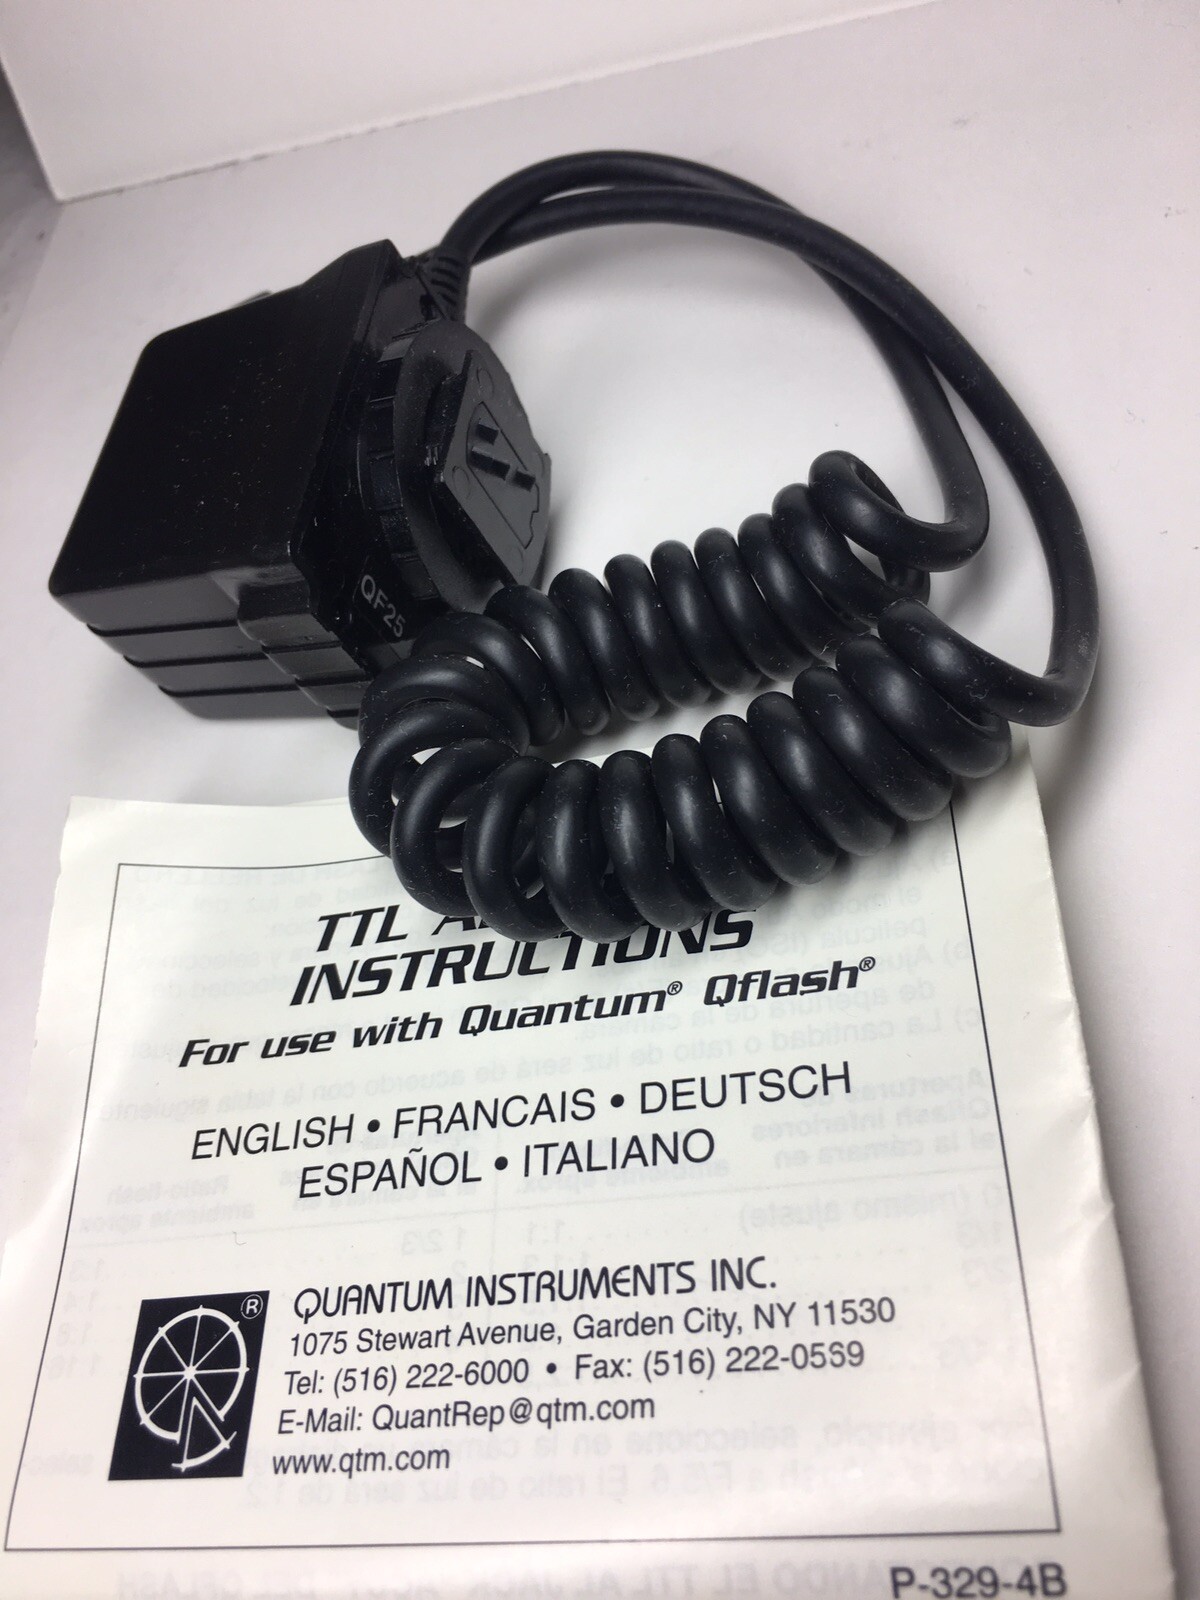 QF25
TTL
INSTRUCTIONS
For use with Quantum® Qflash®
ENGLISH • FRANCAIS • DEUTSCH
ESPAÑOL • ITALIANO
®
QUANTUM INSTRUMENTS INC.
1075 Stewart Avenue, Garden City, NY 11530
Tel: (516) 222-6000 • Fax: (516) 222-0569
E-Mail: QuantRep@qtm.com
www.qtm.com
P-329-4B